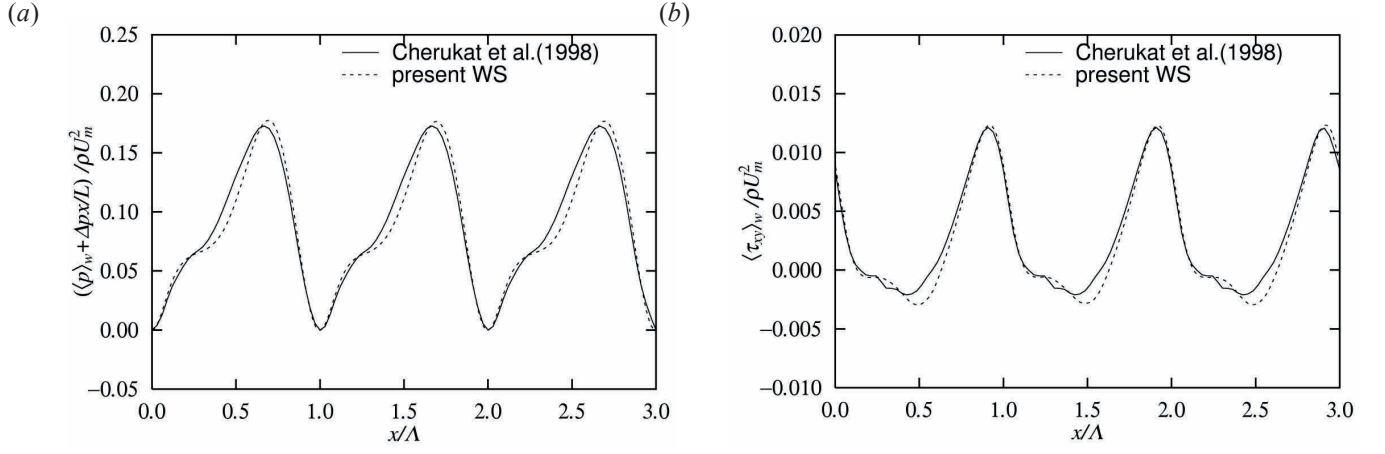 (a)
(⟨p⟩w + Δpx/L) /ρU²m
0.25
0.20
0.15
0.10
0.05
0.00
−0.05
Cherukat et al.(1998)
present WS
0.0 0.5 1.0 1.5 2.0 2.5 3.0
x/Λ
(b)
⟨τxy⟩w /ρU²m
0.020
0.015
0.010
0.005
0.000
−0.005
−0.010
Cherukat et al.(1998)
present WS
0.0 0.5 1.0 1.5 2.0 2.5 3.0
x/Λ